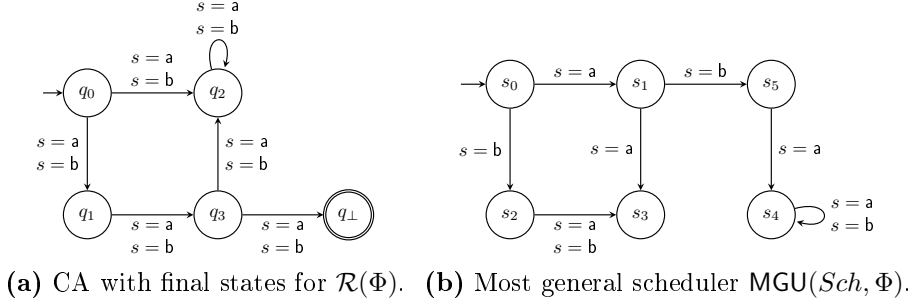 s = a
s = b
s = a
s = b
q0
q2
s = a
s = b
s = a
s = b
q1
q3
q⊥
s = a
s = b
s = a
s = b
s0
s = a
s1
s = b
s5
s = b
s = a
s = a
s2
s3
s4
s = a
s = b
s = a
s = b
(a) CA with final states for R(Φ).
(b) Most general scheduler MGU(Sch, Φ).